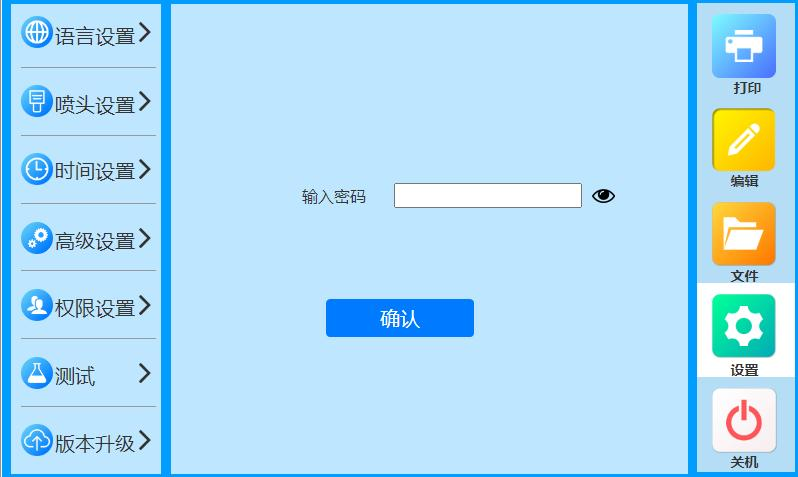 语言设置
喷头设置
时间设置
高级设置
权限设置
测试
版本升级
输入密码
确认
打印
编辑
文件
设置
关机